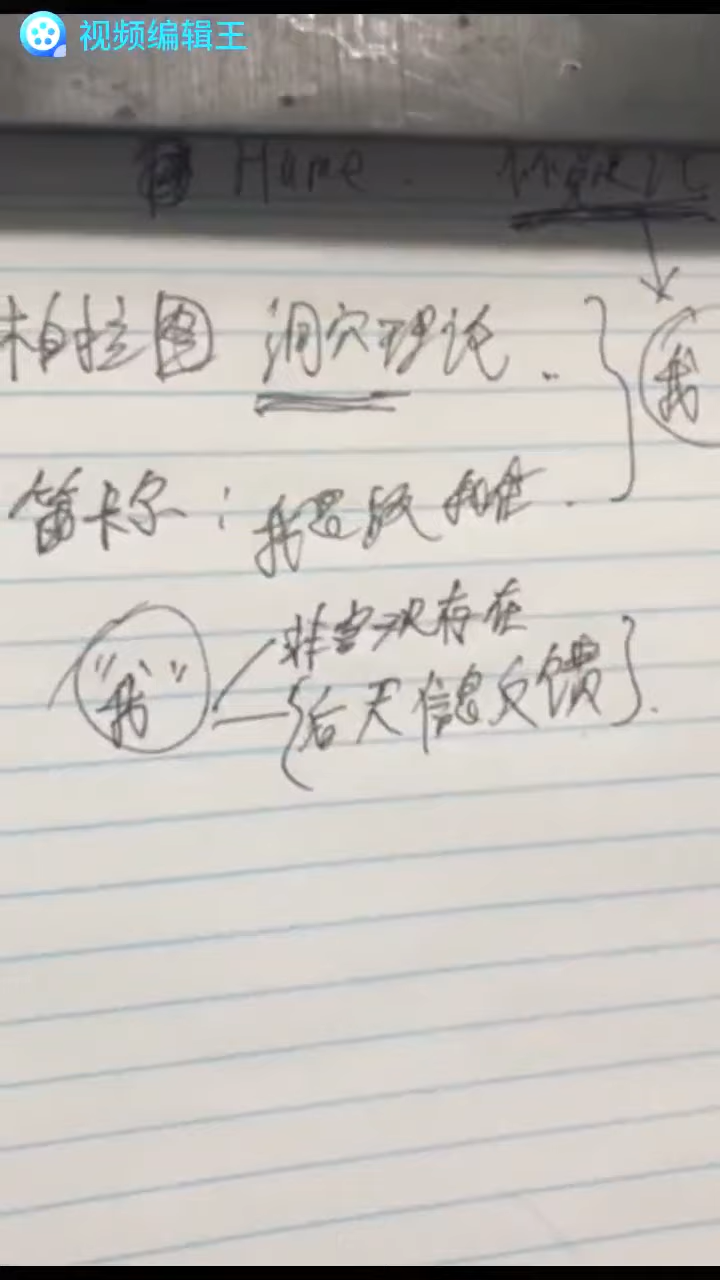 视频编辑王
Hume.
柏拉图 洞穴理论.
我
笛卡尔: 我思故我在.
"我" 非客观存在
{后天信息反馈}.